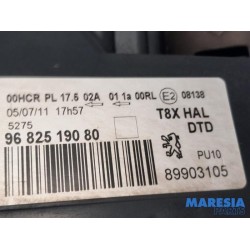 00HCR PL 17.5 02A 01 1a 00RL E2 08138
05/07/11 17h57
5275
T8X HAL
DTD
96 825 190 80
PU10
89903105
MARESIA